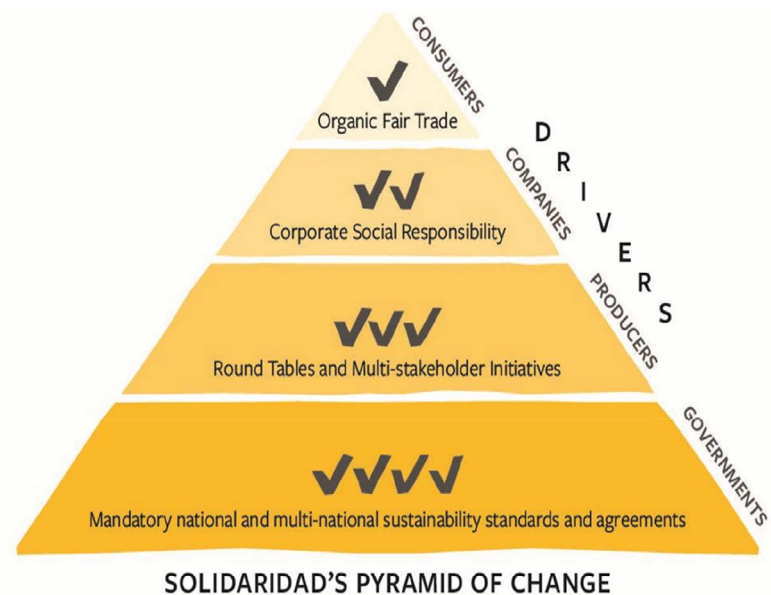 CONSUMERS
Organic Fair Trade
DRIVERS
COMPANIES
Corporate Social Responsibility
PRODUCERS
Round Tables and Multi-stakeholder Initiatives
GOVERNMENTS
Mandatory national and multi-national sustainability standards and agreements
SOLIDARIDAD'S PYRAMID OF CHANGE